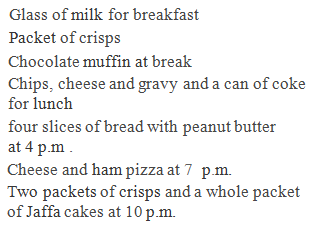 Glass of milk for breakfast
Packet of crisps
Chocolate muffin at break
Chips, cheese and gravy and a can of coke
for lunch
four slices of bread with peanut butter
at 4 p.m .
Cheese and ham pizza at 7 p.m.
Two packets of crisps and a whole packet
of Jaffa cakes at 10 p.m.